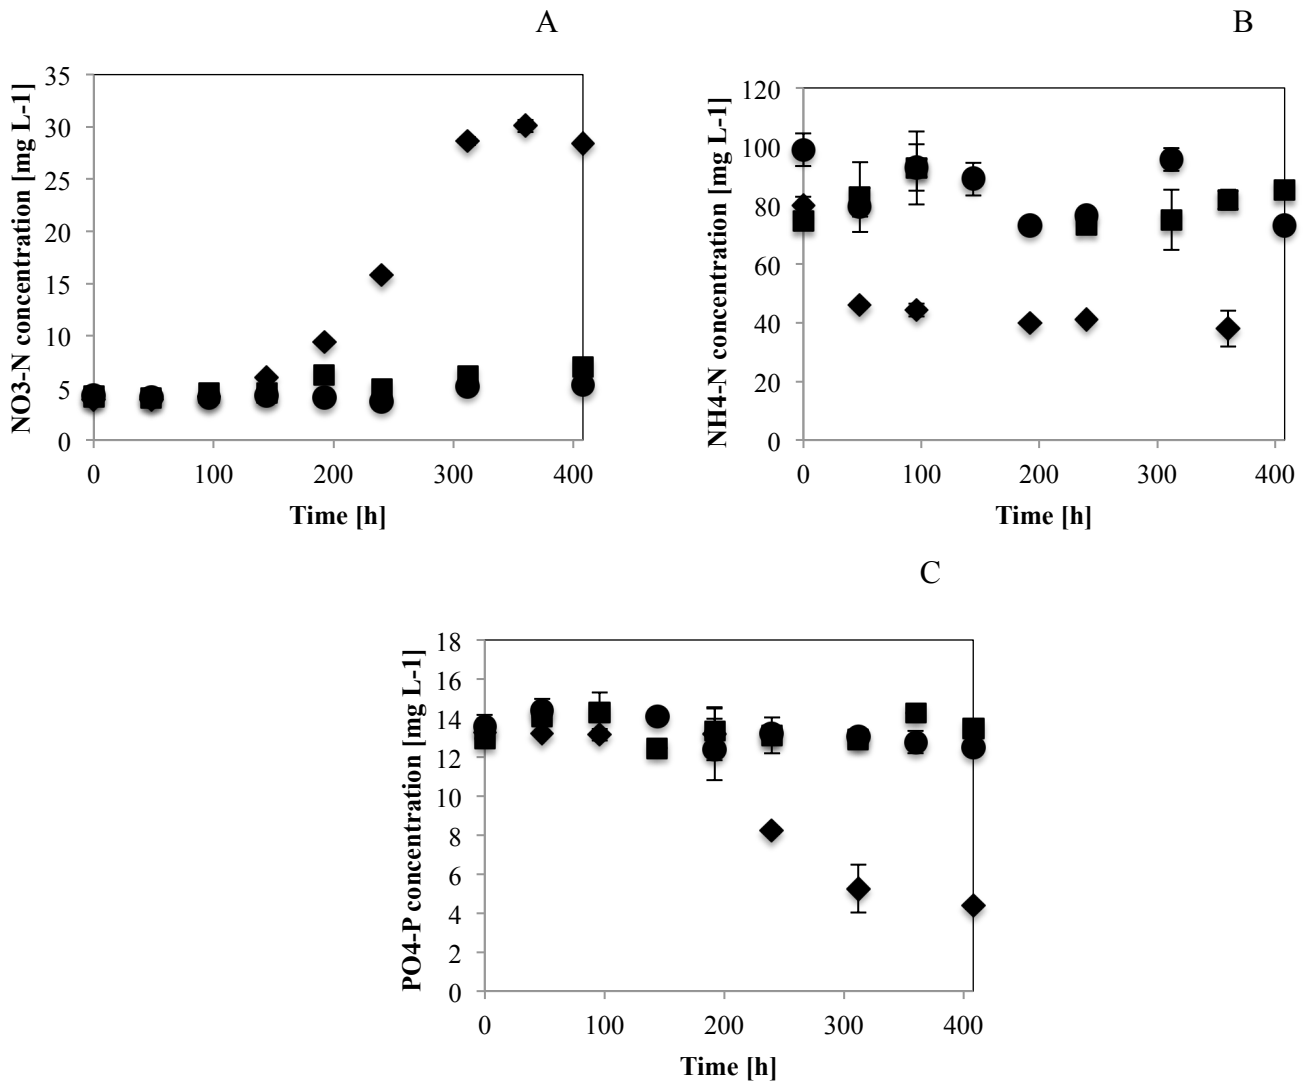 A
NO3-N concentration [mg L-1]
35
30
25
20
15
10
5
0
0 100 200 300 400
Time [h]
B
NH4-N concentration [mg L-1]
120
100
80
60
40
20
0
0 100 200 300 400
Time [h]
C
PO4-P concentration [mg L-1]
18
16
14
12
10
8
6
4
2
0
0 100 200 300 400
Time [h]